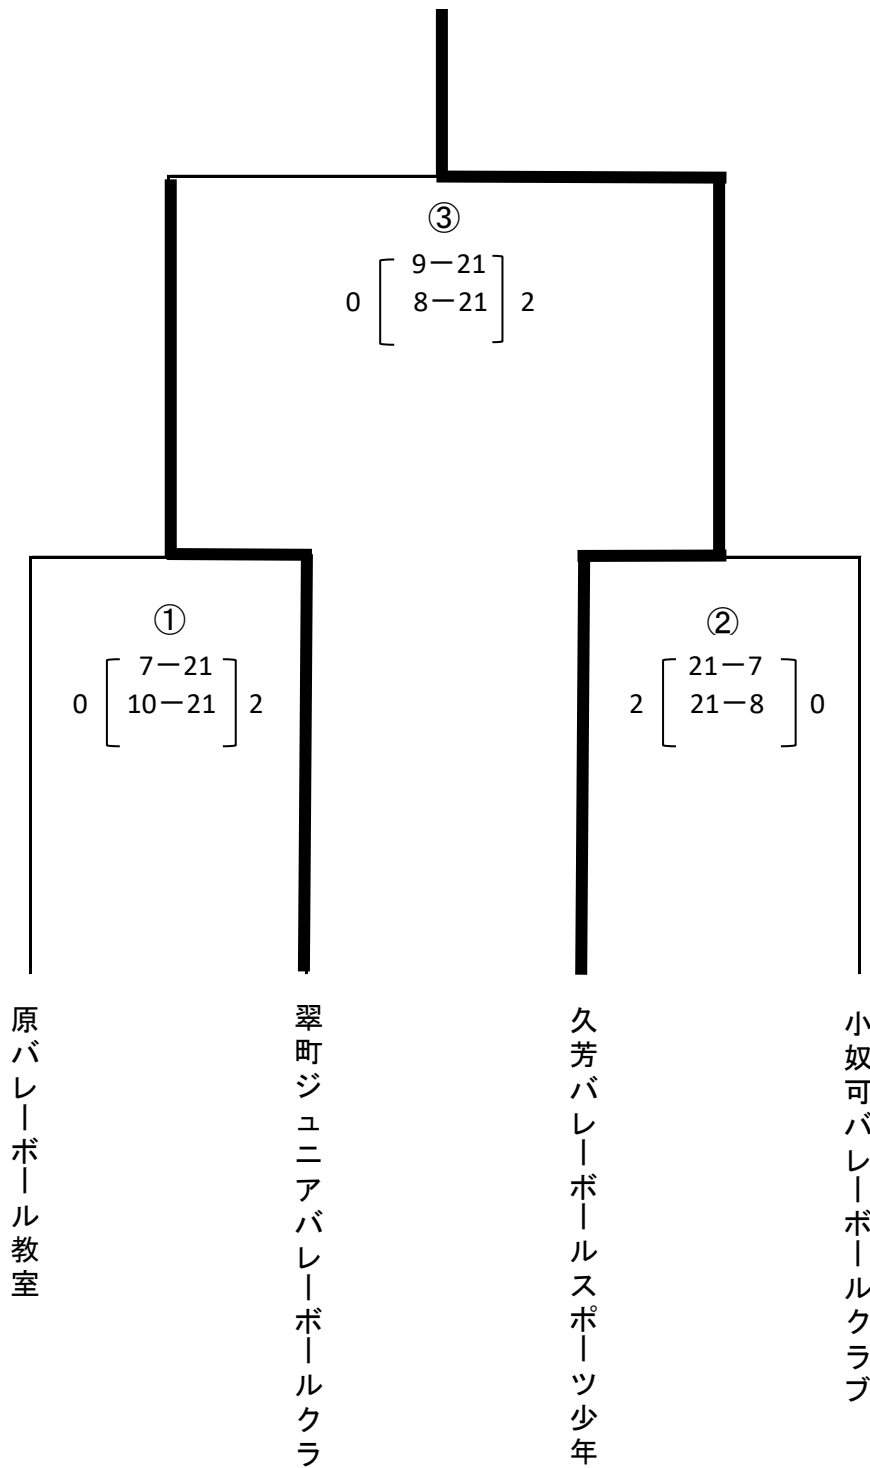 ③
9－21
0 8－21 2
①
7－21
0 10－21 2
②
21－7
2 21－8 0
原バレーボール教室
翠町ジュニアバレーボールクラ
久芳バレーボールスポーツ少年
小奴可バレーボールクラブ